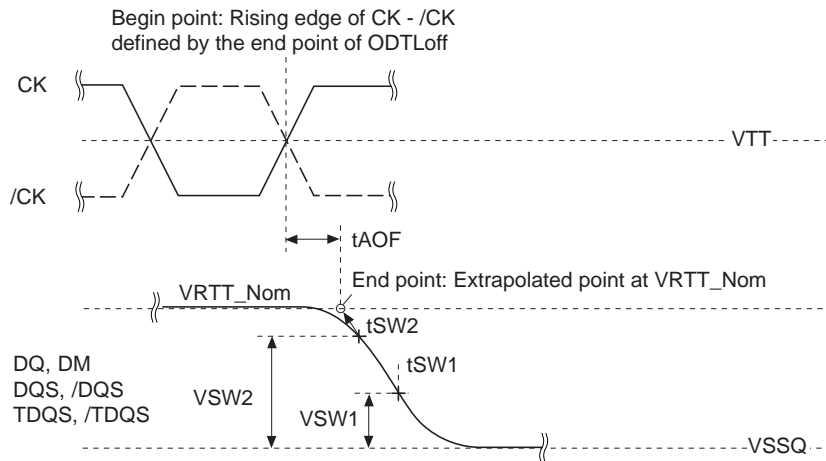 Begin point: Rising edge of CK - /CK
defined by the end point of ODTLoff
CK
VTT
/CK
tAOF
End point: Extrapolated point at VRTT_Nom
VRTT_Nom
tSW2
tSW1
DQ, DM
DQS, /DQS
TDQS, /TDQS
VSW2
VSW1
VSSQ